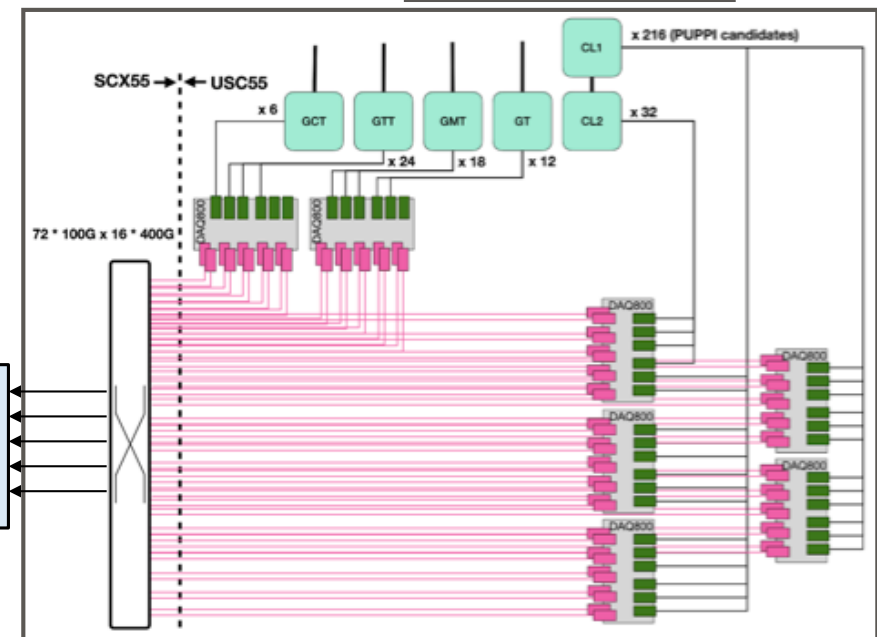 CL1
x 216 (PUPPI candidates)
SCX55
USC55
x 6
GCT
GTT
GMT
GT
CL2
x 32
x 24
x 18
x 12
DAQ800
DAQ800
72 * 100G x 16 * 400G
DAQ800
DAQ800
DAQ800
DAQ800
DAQ800